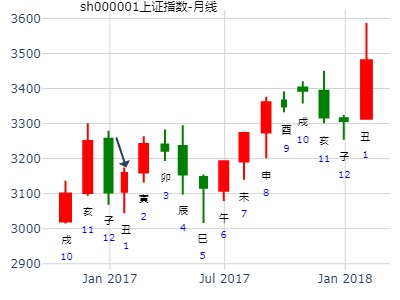 sh000001上证指数-月线
3600
3500
3400
3300
3200
3100
3000
2900
戌
10
亥
11
子
12
丑
1
寅
2
卯
3
辰
4
巳
5
午
6
未
7
申
8
酉
9
戌
10
亥
11
子
12
丑
1
Jan 2017
Jul 2017
Jan 2018